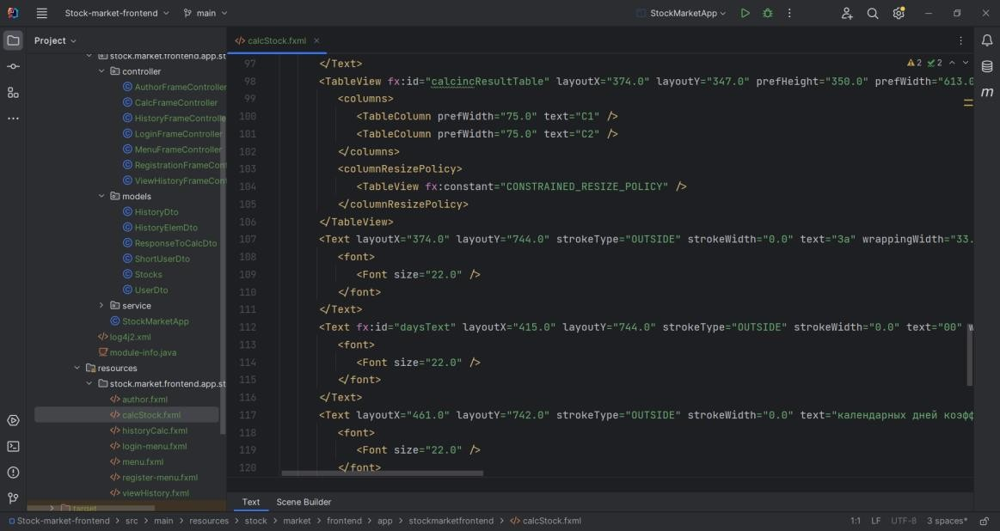 Stock-market-frontend
main
StockMarketApp
Project
calcStock.fxml
stock.market.frontend.app.st
controller
AuthorFrameController
CalcFrameController
HistoryFrameControlle
LoginFrameController
MenuFrameController
RegistrationFrameCont
ViewHistoryFrameCont
models
HistoryDto
HistoryElemDto
ResponseToCalcDto
ShortUserDto
Stocks
UserDto
service
StockMarketApp
log4j2.xml
module-info.java
resources
stock.market.frontend.app.st
author.fxml
calcStock.fxml
historyCalc.fxml
login-menu.fxml
menu.fxml
register-menu.fxml
viewHistory.fxml
target
2 2
97 </Text>
98 <TableView fx:id="calcincResultTable" layoutX="374.0" layoutY="347.0" prefHeight="350.0" prefWidth="613.0
99 <columns>
100 <TableColumn prefWidth="75.0" text="C1" />
101 <TableColumn prefWidth="75.0" text="C2" />
102 </columns>
103 <columnResizePolicy>
104 <TableView fx:constant="CONSTRAINED_RESIZE_POLICY" />
105 </columnResizePolicy>
106 </TableView>
107 <Text layoutX="374.0" layoutY="744.0" strokeType="OUTSIDE" strokeWidth="0.0" text="За" wrappingWidth="33.
108 <font>
109 <Font size="22.0" />
110 </font>
111 </Text>
112 <Text fx:id="daysText" layoutX="415.0" layoutY="744.0" strokeType="OUTSIDE" strokeWidth="0.0" text="00" w
113 <font>
114 <Font size="22.0" />
115 </font>
116 </Text>
117 <Text layoutX="461.0" layoutY="742.0" strokeType="OUTSIDE" strokeWidth="0.0" text="календарных дней коэфф
118 <font>
119 <Font size="22.0" />
120 </font>
Text Scene Builder
Stock-market-frontend > src > main > resources > stock > market > frontend > app > stockmarketfrontend > calcStock.fxml
1:1 LF UTF-8 3 spaces*